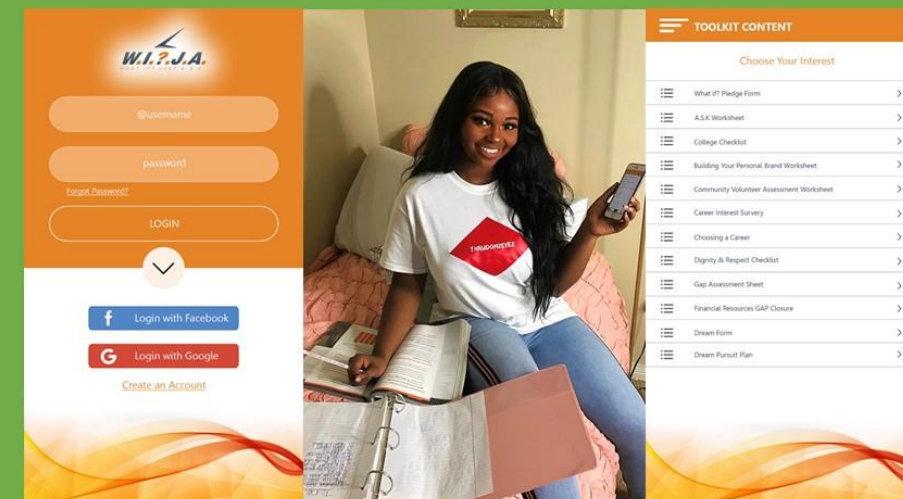 W.I.?.J.A.
@username
password
Forgot Password?
LOGIN
Login with Facebook
Login with Google
Create an Account
THRUDOMZEYEZ
TOOLKIT CONTENT
Choose Your Interest
What if? Pledge Form
A.S.K Worksheet
College Checklist
Building Your Personal Brand Worksheet
Community Volunteer Assessment Worksheet
Career Interest Survery
Choosing a Career
Dignity & Respect Checklist
Gap Assessment Sheet
Financial Resources GAP Closure
Dream Form
Dream Pursuit Plan